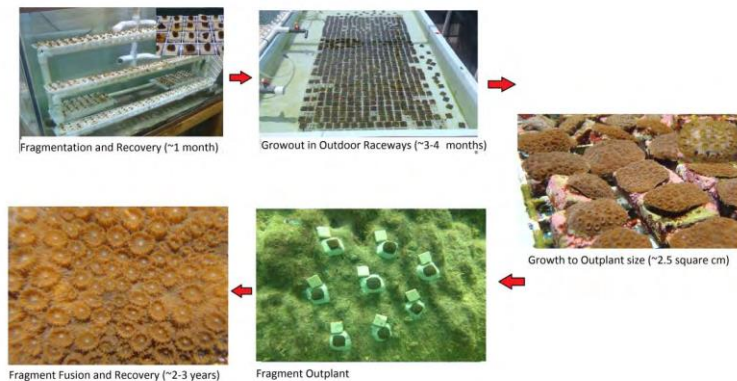 Fragmentation and Recovery (~1 month)
Growout in Outdoor Raceways (~3-4 months)
Growth to Outplant size (~2.5 square cm)
Fragment Outplant
Fragment Fusion and Recovery (~2-3 years)